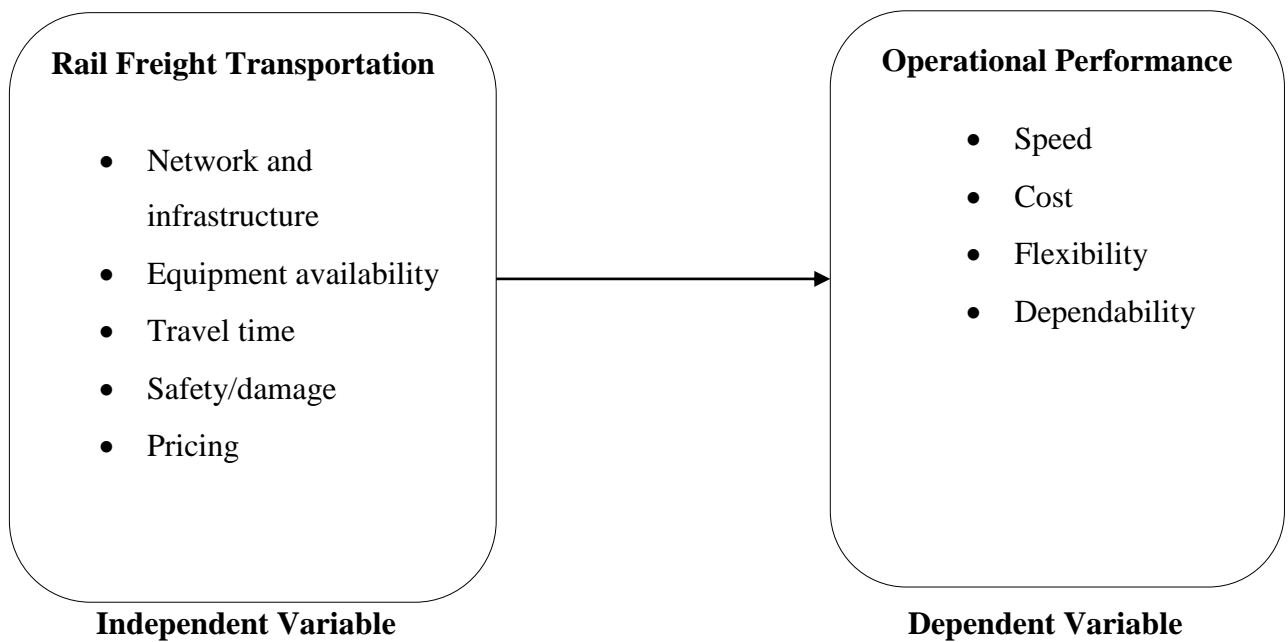 Rail Freight Transportation
• Network and
infrastructure
• Equipment availability
• Travel time
• Safety/damage
• Pricing
Independent Variable
Operational Performance
• Speed
• Cost
• Flexibility
• Dependability
Dependent Variable